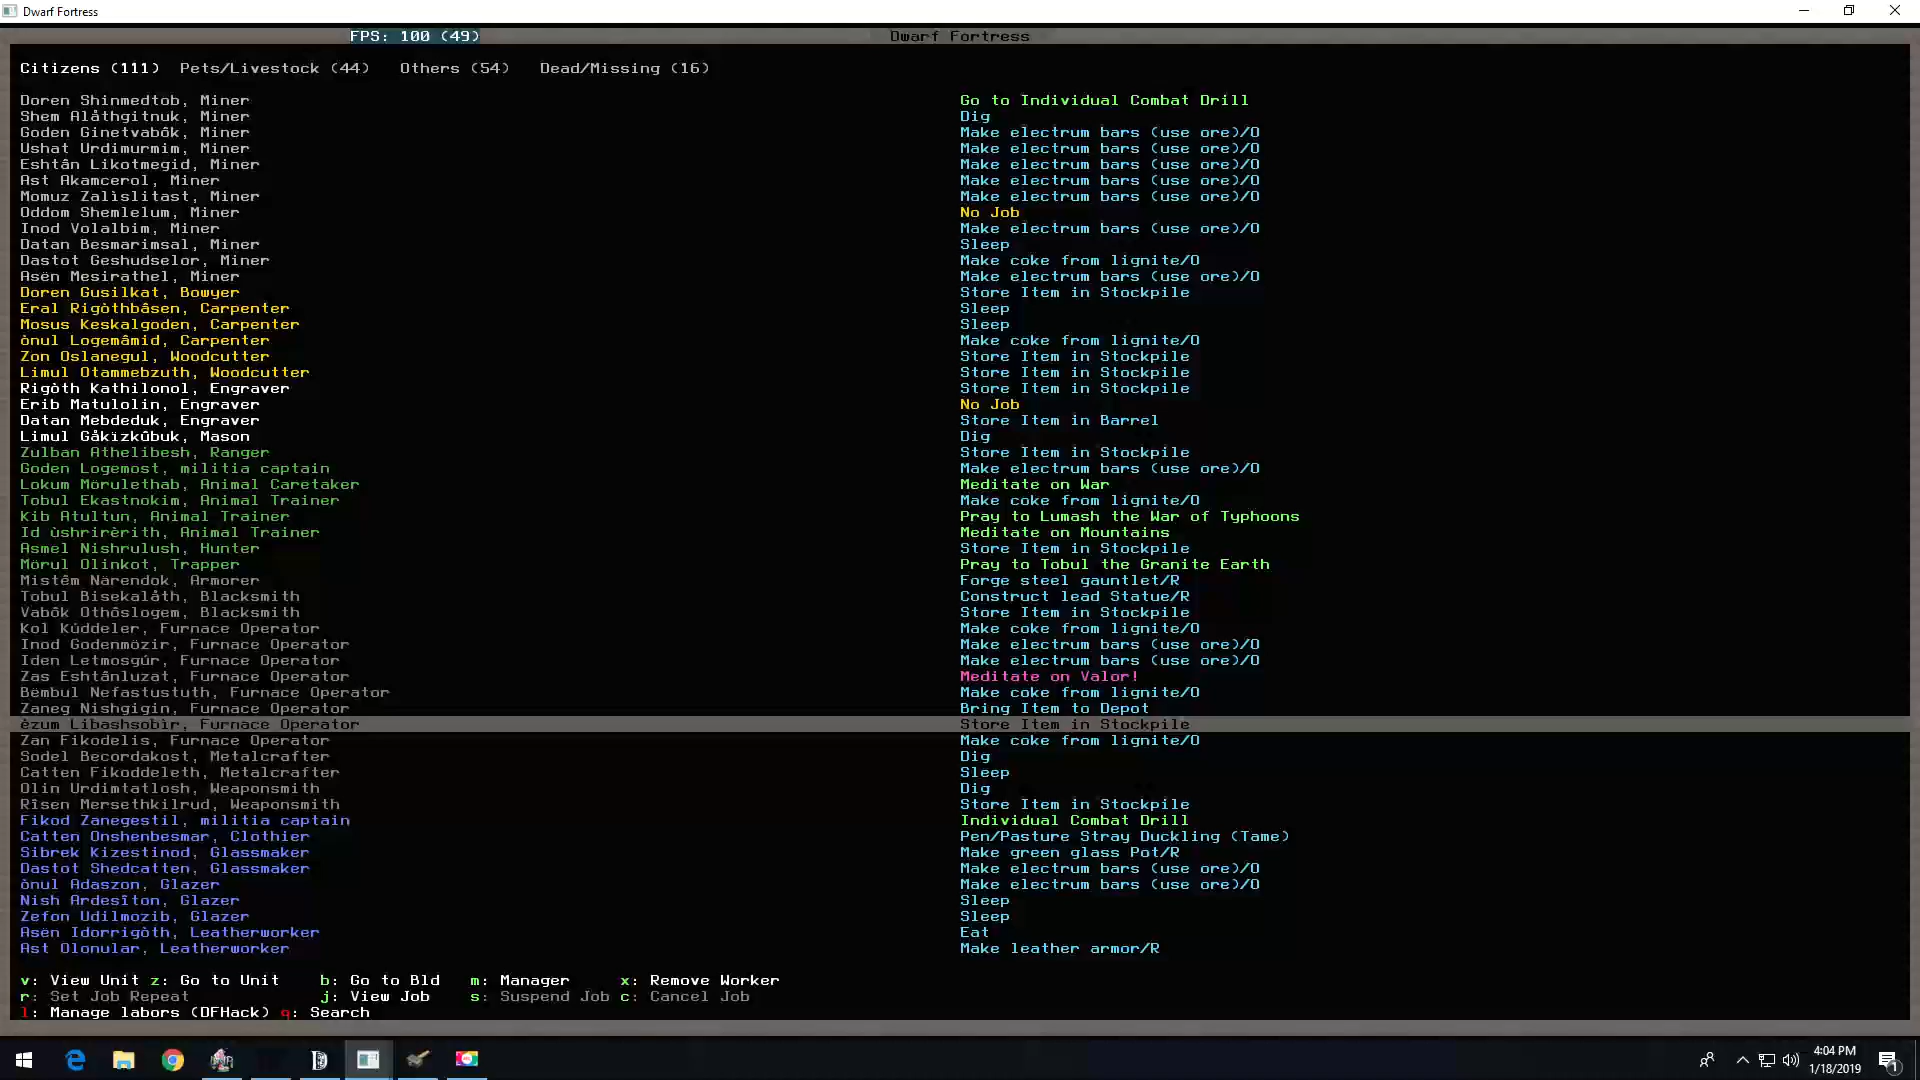 Dwarf Fortress
FPS: 100 (49) Dwarf Fortress
Citizens (111) Pets/Livestock (44) Others (54) Dead/Missing (16)
Doren Shinmedtob, Miner Go to Individual Combat Drill
Shem Alåthgitnuk, Miner Dig
Goden Ginetvabôk, Miner Make electrum bars (use ore)/O
Ushat Urdimurmim, Miner Make electrum bars (use ore)/O
Eshtân Likotmegid, Miner Make electrum bars (use ore)/O
Ast Akamcerol, Miner Make electrum bars (use ore)/O
Momuz Zalìslitast, Miner Make electrum bars (use ore)/O
Oddom Shemlelum, Miner No Job
Inod Volalbim, Miner Make electrum bars (use ore)/O
Datan Besmarimsal, Miner Sleep
Dastot Geshudselor, Miner Make coke from lignite/O
Asën Mesirathel, Miner Make electrum bars (use ore)/O
Doren Gusilkat, Bowyer Store Item in Stockpile
Eral Rigòthbâsen, Carpenter Sleep
Mosus Keskalgoden, Carpenter Sleep
ònul Logemâmid, Carpenter Make coke from lignite/O
Zon Oslanegul, Woodcutter Store Item in Stockpile
Limul Otammebzuth, Woodcutter Store Item in Stockpile
Rigòth Kathilonol, Engraver Store Item in Stockpile
Erib Matulolin, Engraver No Job
Datan Mebdeduk, Engraver Store Item in Barrel
Limul Gåkïzkûbuk, Mason Dig
Zulban Athelibesh, Ranger Store Item in Stockpile
Goden Logemost, militia captain Make electrum bars (use ore)/O
Lokum Mörulethab, Animal Caretaker Meditate on War
Tobul Ekastnokim, Animal Trainer Make coke from lignite/O
Kib Atultun, Animal Trainer Pray to Lumash the War of Typhoons
Id ùshrirèrith, Animal Trainer Meditate on Mountains
Asmel Nishrulush, Hunter Store Item in Stockpile
Mörul Olinkot, Trapper Pray to Tobul the Granite Earth
Mistêm Närendok, Armorer Forge steel gauntlet/R
Tobul Bisekalåth, Blacksmith Construct lead Statue/R
Vabôk Othôslogem, Blacksmith Store Item in Stockpile
Kol Kúddeler, Furnace Operator Make coke from lignite/O
Inod Godenmözir, Furnace Operator Make electrum bars (use ore)/O
Iden Letmosgúr, Furnace Operator Make electrum bars (use ore)/O
Zas Eshtânluzat, Furnace Operator Meditate on Valor!
Bëmbul Nefastustuth, Furnace Operator Make coke from lignite/O
Zaneg Nishgigin, Furnace Operator Bring Item to Depot
èzum Libashsobìr, Furnace Operator Store Item in Stockpile
Zan Fikodelis, Furnace Operator Make coke from lignite/O
Sodel Becordakost, Metalcrafter Dig
Catten Fikoddeleth, Metalcrafter Sleep
Olin Urdimtatlosh, Weaponsmith Dig
Rîsen Mersethkilrud, Weaponsmith Store Item in Stockpile
Fikod Zanegestil, militia captain Individual Combat Drill
Catten Onshenbesmar, Clothier Pen/Pasture Stray Duckling (Tame)
Sibrek Kizestinod, Glassmaker Make green glass Pot/R
Dastot Shedcatten, Glassmaker Make electrum bars (use ore)/O
ònul Adaszon, Glazer Make electrum bars (use ore)/O
Nish Ardesîton, Glazer Sleep
Zefon Udilmozib, Glazer Sleep
Asën Idorrigòth, Leatherworker Eat
Ast Olonular, Leatherworker Make leather armor/R
v: View Unit z: Go to Unit b: Go to Bld m: Manager x: Remove Worker
r: Set Job Repeat j: View Job s: Suspend Job c: Cancel Job
l: Manage labors (DFHack) q: Search
4:04 PM
1/18/2019
1